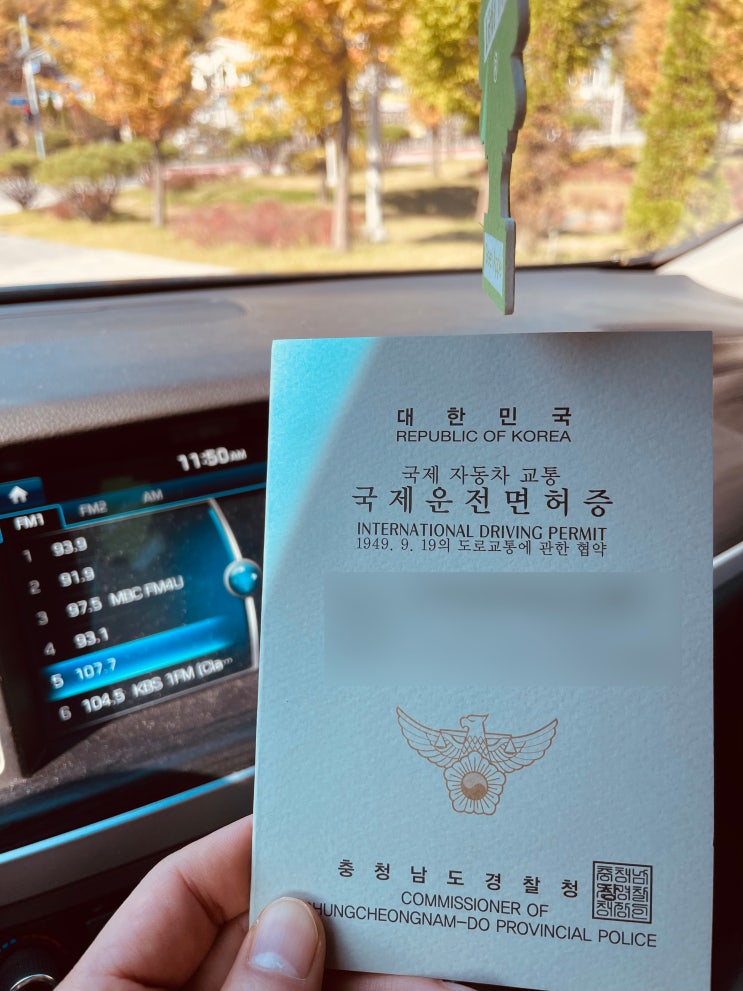 11:50AM
FM1 FM2 AM
1 93.9
2 91.9
3 97.5 MBC FM4U
4 93.1
5 107.7
6 104.5 KBS 1FM (Cla…
대한민국
REPUBLIC OF KOREA
국제 자동차 교통
국제운전면허증
INTERNATIONAL DRIVING PERMIT
1949. 9. 19의 도로교통에 관한 협약
충청남도경찰청
COMMISSIONER OF
HUNGCHEONGNAM-DO PROVINCIAL POLICE